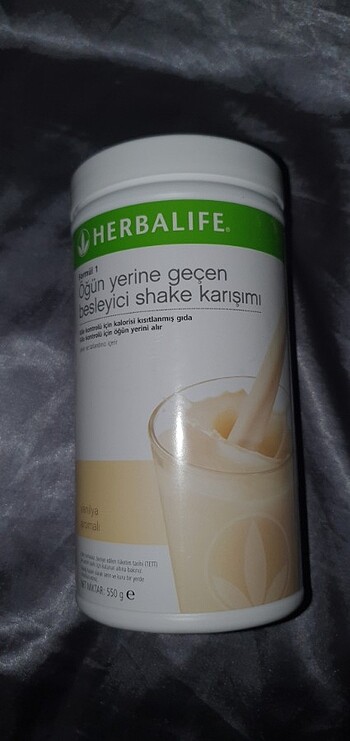 HERBALIFE®
Formül 1
Öğün yerine geçen
besleyici shake karışımı
Kilo kontrolü için kalorisi kısıtlanmış gıda
Kilo kontrolü için öğün yerini alır
vanilya
aromalı
NET MİKTAR: 550 g e